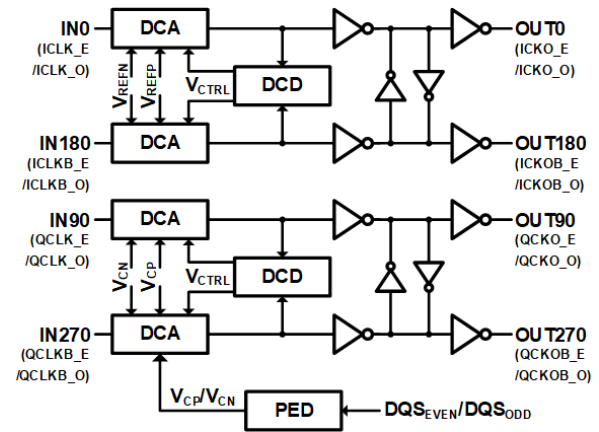 IN0 DCA OUT0
(ICLK_E (ICKO_E
/ICLK_O) /ICKO_O)
VREFN VREFP VCTRL DCD
IN180 DCA OUT180
(ICLKB_E (ICKOB_E
/ICLKB_O) /ICKOB_O)
IN90 DCA OUT90
(QCLK_E (QCKO_E
/QCLK_O) /QCKO_O)
VCN VCP VCTRL DCD
IN270 DCA OUT270
(QCLKB_E (QCKOB_E
/QCLKB_O) /QCKOB_O)
VCP/VCN PED DQSEVEN/DQSODD